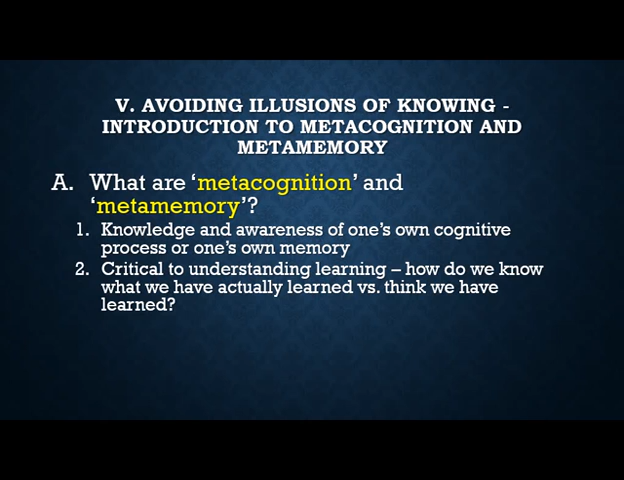 V. AVOIDING ILLUSIONS OF KNOWING -
INTRODUCTION TO METACOGNITION AND
METAMEMORY
A. What are ‘metacognition’ and
‘metamemory’?
1. Knowledge and awareness of one’s own cognitive
process or one’s own memory
2. Critical to understanding learning – how do we know
what we have actually learned vs. think we have
learned?